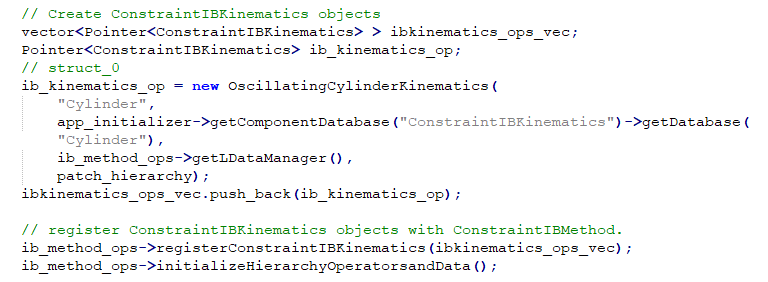 // Create ConstraintIBKinematics objects
vector<Pointer<ConstraintIBKinematics> > ibkinematics_ops_vec;
Pointer<ConstraintIBKinematics> ib_kinematics_op;
// struct_0
ib_kinematics_op = new OscillatingCylinderKinematics(
    "Cylinder",
    app_initializer->getComponentDatabase("ConstraintIBKinematics")->getDatabase(
    "Cylinder"),
    ib_method_ops->getLDataManager(),
    patch_hierarchy);
ibkinematics_ops_vec.push_back(ib_kinematics_op);

// register ConstraintIBKinematics objects with ConstraintIBMethod.
ib_method_ops->registerConstraintIBKinematics(ibkinematics_ops_vec);
ib_method_ops->initializeHierarchyOperatorsandData();